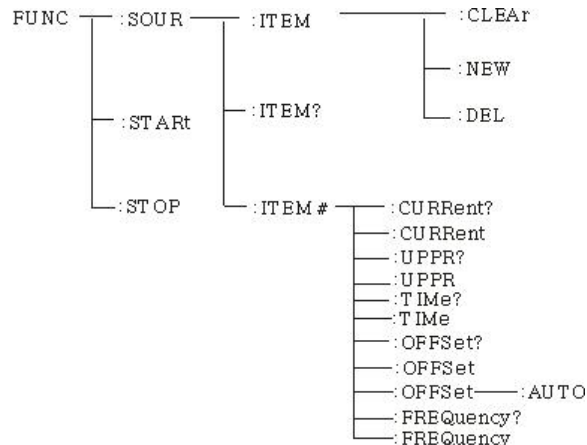 FUNC :SOUR :ITEM :CLEAr
:NEW
:STARt :ITEM? :DEL
:STOP :ITEM# :CURRent?
:CURRent
:UPPR?
:UPPR
:TIMe?
:TIMe
:OFFSet?
:OFFSet
:OFFSet :AUTO
:FREQuency?
:FREQuency